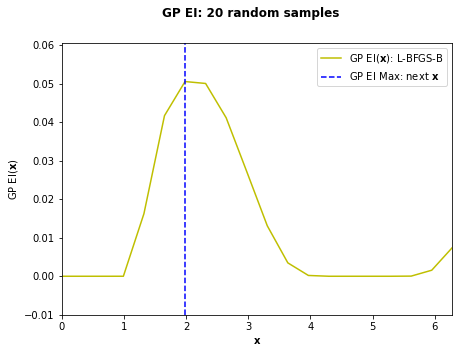 GP EI: 20 random samples
GP EI(x): L-BFGS-B
GP EI Max: next x
GP EI(x)
0.06
0.05
0.04
0.03
0.02
0.01
0.00
−0.01
0 1 2 3 4 5 6
x